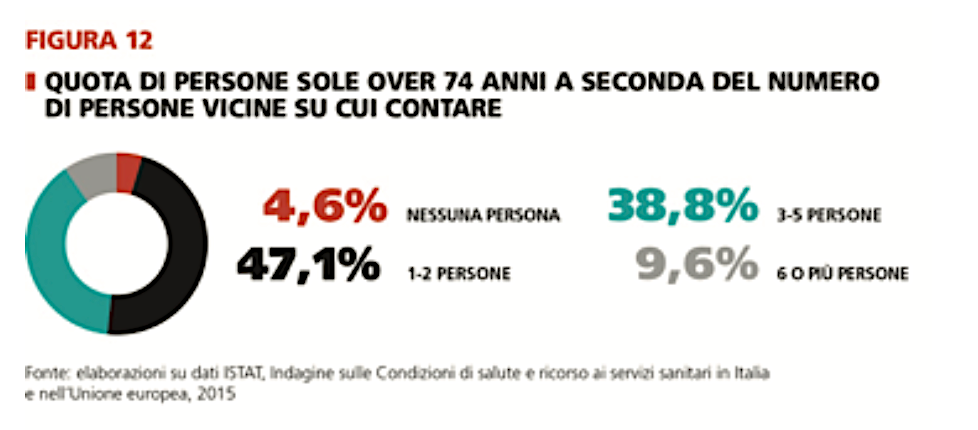 FIGURA 12
QUOTA DI PERSONE SOLE OVER 74 ANNI A SECONDA DEL NUMERO
DI PERSONE VICINE SU CUI CONTARE
4,6% NESSUNA PERSONA
38,8% 3-5 PERSONE
47,1% 1-2 PERSONE
9,6% 6 O PIÙ PERSONE
Fonte: elaborazioni su dati ISTAT, Indagine sulle Condizioni di salute e ricorso ai servizi sanitari in Italia
e nell'Unione europea, 2015